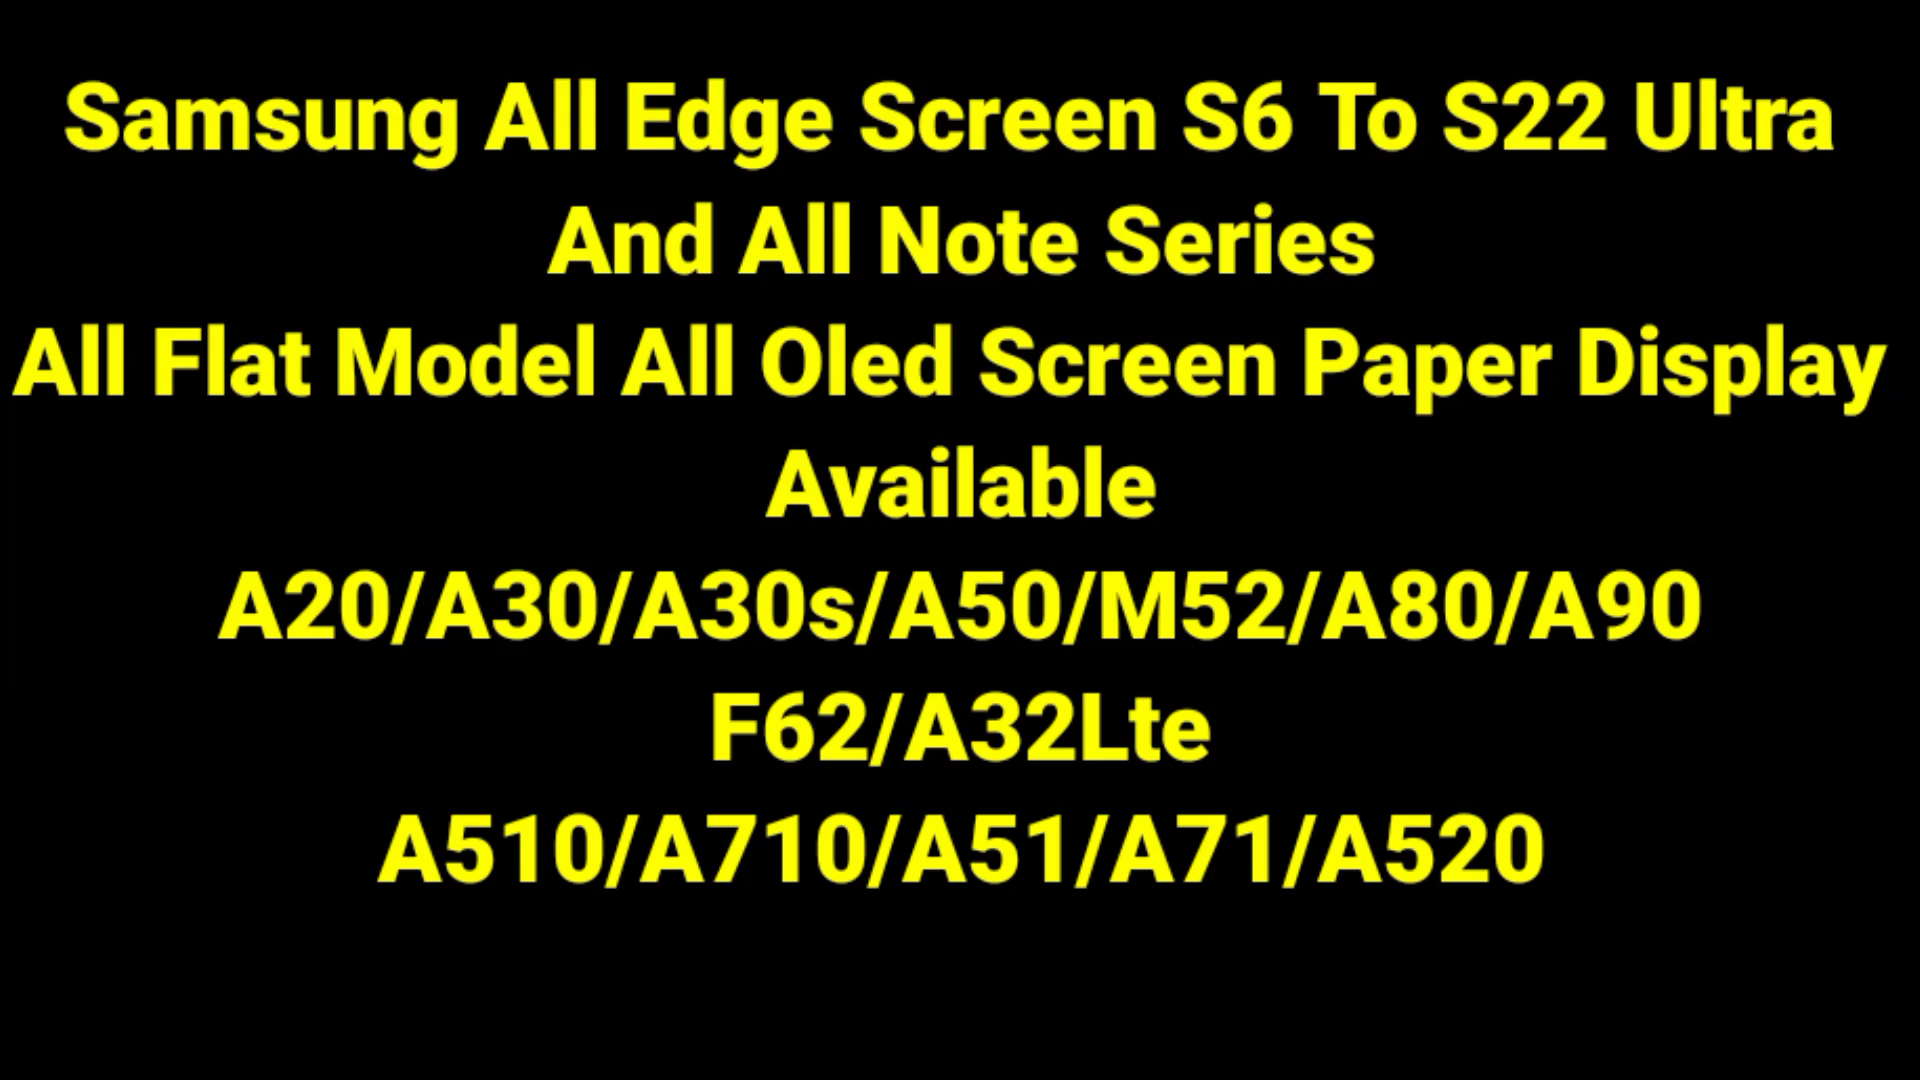 Samsung All Edge Screen S6 To S22 Ultra
And All Note Series
All Flat Model All Oled Screen Paper Display
Available
A20/A30/A30s/A50/M52/A80/A90
F62/A32Lte
A510/A710/A51/A71/A520